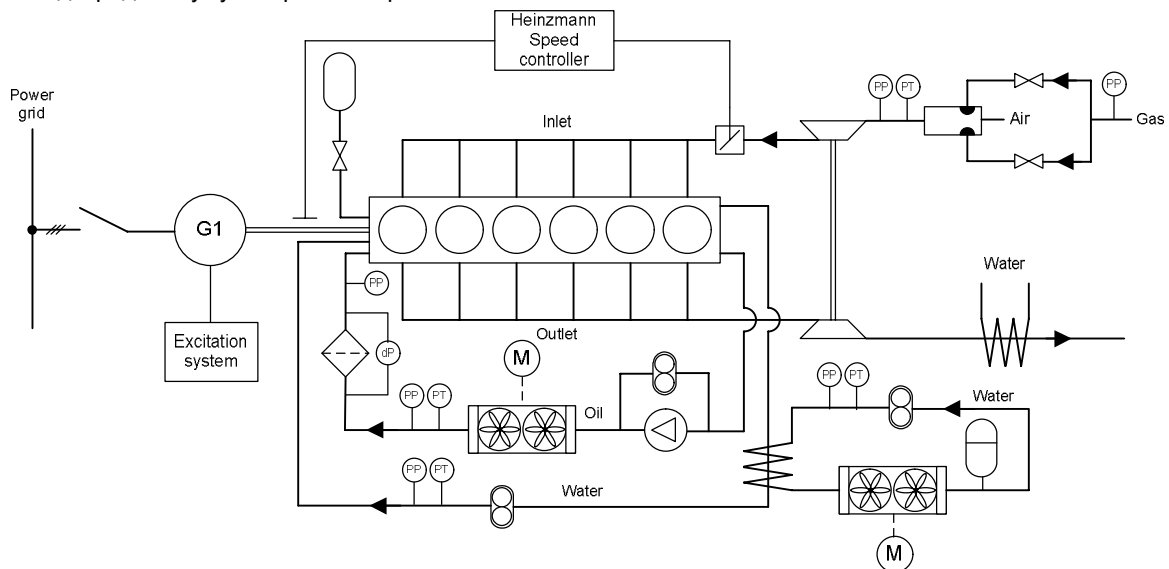 Heinzmann
Speed
controller
Power
grid
PP
PT
PP
Inlet
Air
Gas
G1
Water
PP
Excitation
system
Outlet
dP
M
PP
PT
Water
PP
PT
Oil
PP
PT
Water
M